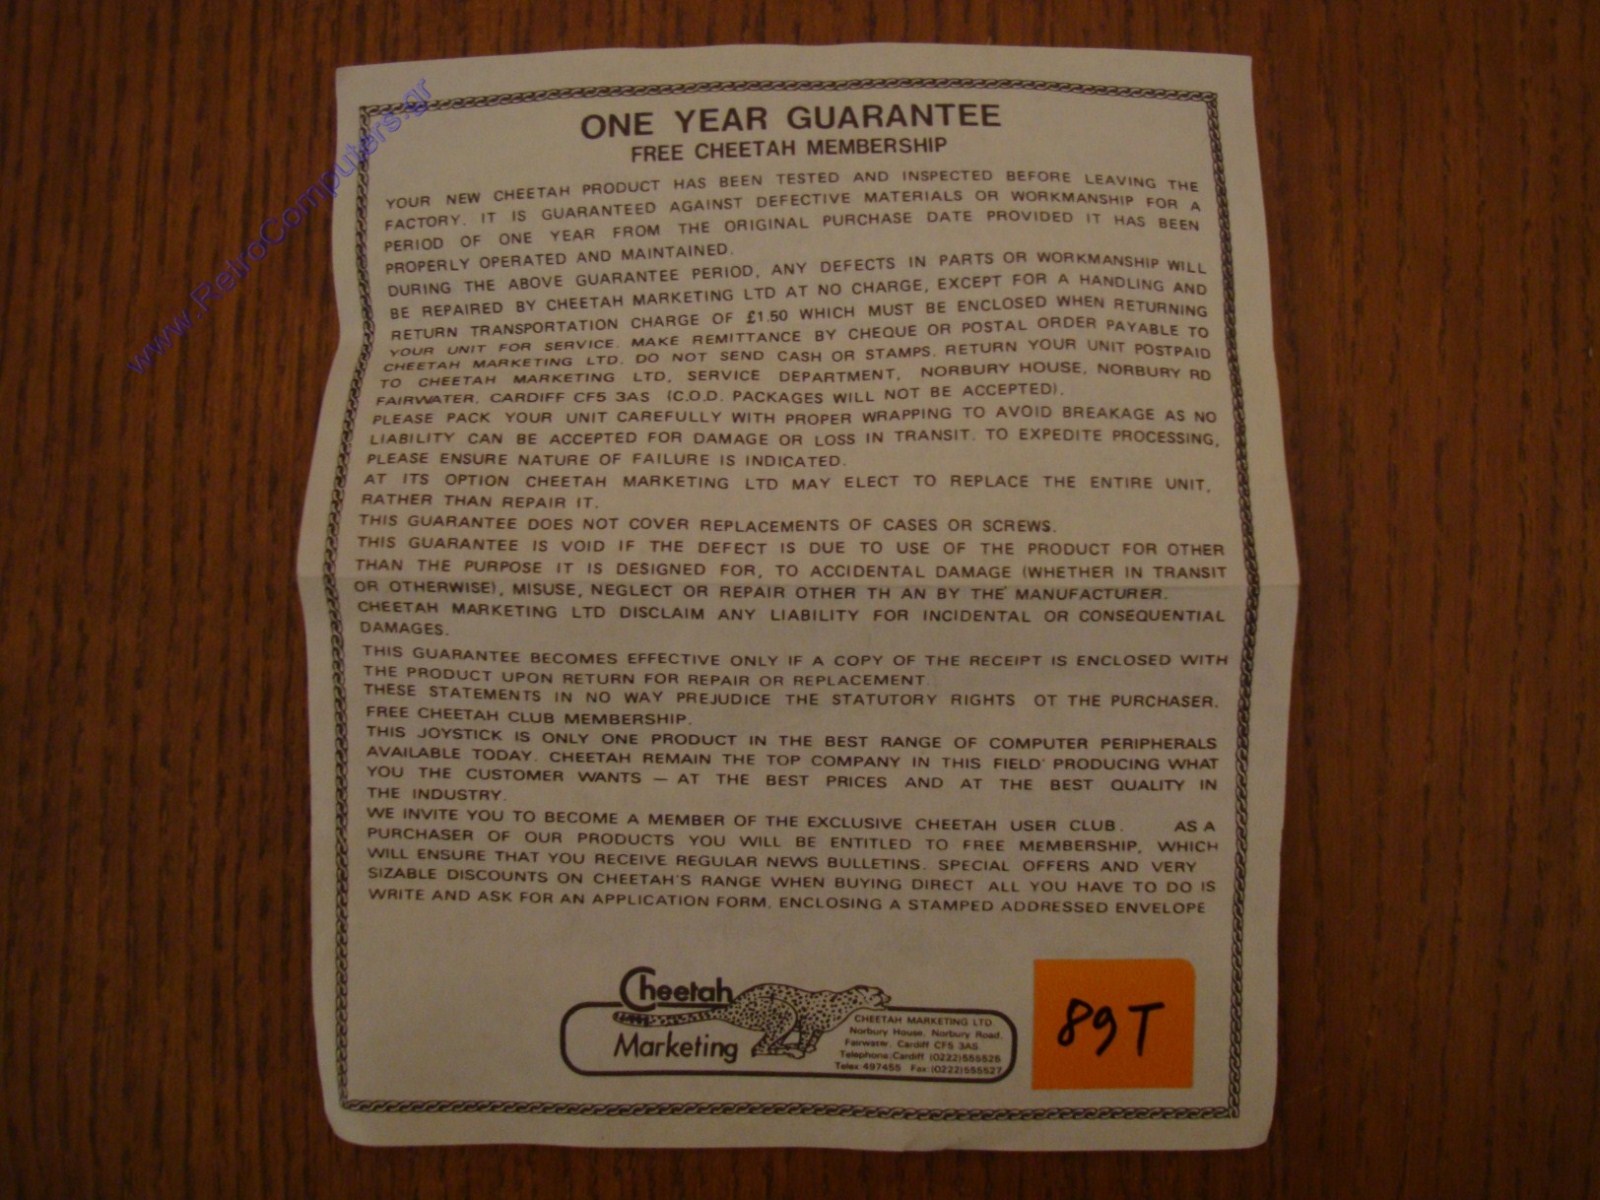 www.RetroComputers.gr
ONE YEAR GUARANTEE
FREE CHEETAH MEMBERSHIP
YOUR NEW CHEETAH PRODUCT HAS BEEN TESTED AND INSPECTED BEFORE LEAVING THE
FACTORY. IT IS GUARANTEED AGAINST DEFECTIVE MATERIALS OR WORKMANSHIP FOR A
PERIOD OF ONE YEAR FROM THE ORIGINAL PURCHASE DATE PROVIDED IT HAS BEEN
PROPERLY OPERATED AND MAINTAINED.
DURING THE ABOVE GUARANTEE PERIOD, ANY DEFECTS IN PARTS OR WORKMANSHIP WILL
BE REPAIRED BY CHEETAH MARKETING LTD AT NO CHARGE, EXCEPT FOR A HANDLING AND
RETURN TRANSPORTATION CHARGE OF £1.50 WHICH MUST BE ENCLOSED WHEN RETURNING
YOUR UNIT FOR SERVICE. MAKE REMITTANCE BY CHEQUE OR POSTAL ORDER PAYABLE TO
CHEETAH MARKETING LTD. DO NOT SEND CASH OR STAMPS. RETURN YOUR UNIT POSTPAID
TO CHEETAH MARKETING LTD, SERVICE DEPARTMENT, NORBURY HOUSE, NORBURY RD
FAIRWATER, CARDIFF CF5 3AS (C.O.D. PACKAGES WILL NOT BE ACCEPTED).
PLEASE PACK YOUR UNIT CAREFULLY WITH PROPER WRAPPING TO AVOID BREAKAGE AS NO
LIABILITY CAN BE ACCEPTED FOR DAMAGE OR LOSS IN TRANSIT. TO EXPEDITE PROCESSING,
PLEASE ENSURE NATURE OF FAILURE IS INDICATED.
AT ITS OPTION CHEETAH MARKETING LTD MAY ELECT TO REPLACE THE ENTIRE UNIT,
RATHER THAN REPAIR IT.
THIS GUARANTEE DOES NOT COVER REPLACEMENTS OF CASES OR SCREWS.
THIS GUARANTEE IS VOID IF THE DEFECT IS DUE TO USE OF THE PRODUCT FOR OTHER
THAN THE PURPOSE IT IS DESIGNED FOR, TO ACCIDENTAL DAMAGE (WHETHER IN TRANSIT
OR OTHERWISE), MISUSE, NEGLECT OR REPAIR OTHER TH AN BY THE MANUFACTURER.
CHEETAH MARKETING LTD DISCLAIM ANY LIABILITY FOR INCIDENTAL OR CONSEQUENTIAL
DAMAGES.
THIS GUARANTEE BECOMES EFFECTIVE ONLY IF A COPY OF THE RECEIPT IS ENCLOSED WITH
THE PRODUCT UPON RETURN FOR REPAIR OR REPLACEMENT.
THESE STATEMENTS IN NO WAY PREJUDICE THE STATUTORY RIGHTS OT THE PURCHASER.
FREE CHEETAH CLUB MEMBERSHIP.
THIS JOYSTICK IS ONLY ONE PRODUCT IN THE BEST RANGE OF COMPUTER PERIPHERALS
AVAILABLE TODAY. CHEETAH REMAIN THE TOP COMPANY IN THIS FIELD PRODUCING WHAT
YOU THE CUSTOMER WANTS — AT THE BEST PRICES AND AT THE BEST QUALITY IN
THE INDUSTRY.
WE INVITE YOU TO BECOME A MEMBER OF THE EXCLUSIVE CHEETAH USER CLUB. AS A
PURCHASER OF OUR PRODUCTS YOU WILL BE ENTITLED TO FREE MEMBERSHIP, WHICH
WILL ENSURE THAT YOU RECEIVE REGULAR NEWS BULLETINS. SPECIAL OFFERS AND VERY
SIZABLE DISCOUNTS ON CHEETAH'S RANGE WHEN BUYING DIRECT ALL YOU HAVE TO DO IS
WRITE AND ASK FOR AN APPLICATION FORM, ENCLOSING A STAMPED ADDRESSED ENVELOPE
Cheetah
Marketing
CHEETAH MARKETING LTD
Norbury House, Norbury Road,
Fairwater, Cardiff CF5 3AS
Telephone: Cardiff (0222) 555525
Telex 497455 Fax: (0222) 555527
89T